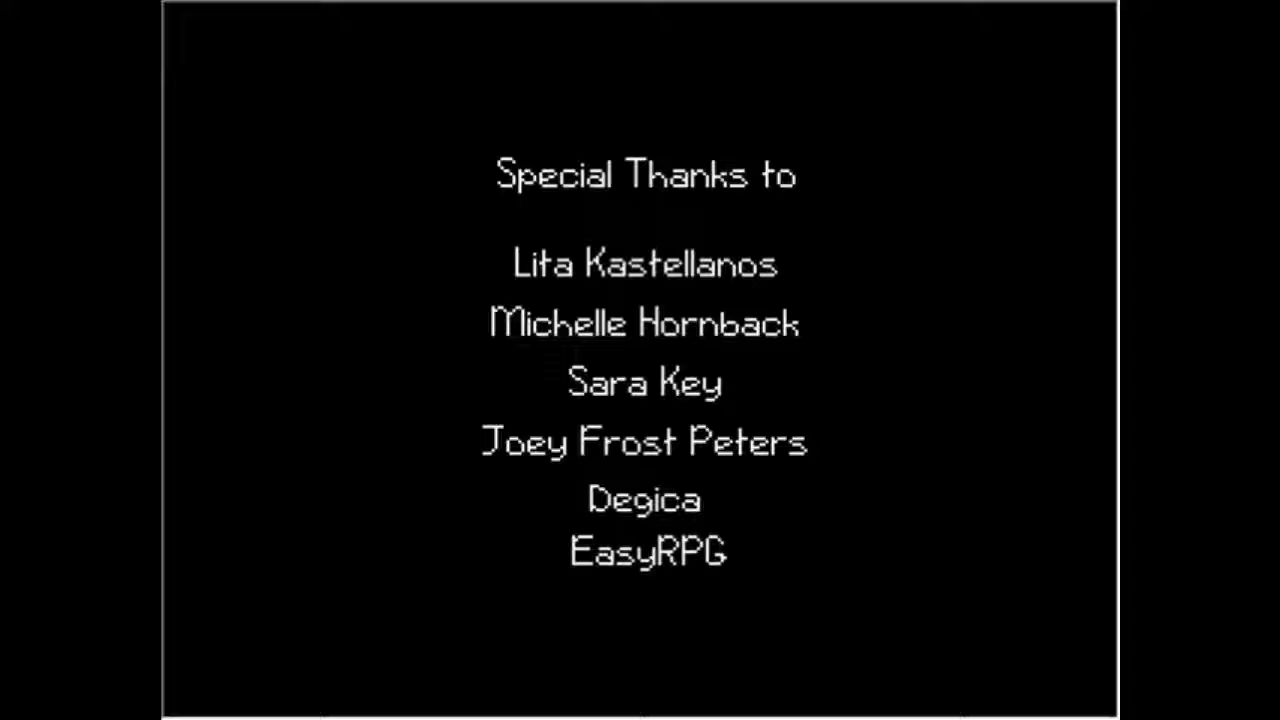 Special Thanks to
Lita Kastellanos
Michelle Hornback
Sara Key
Joey Frost Peters
Degica
EasyRPG